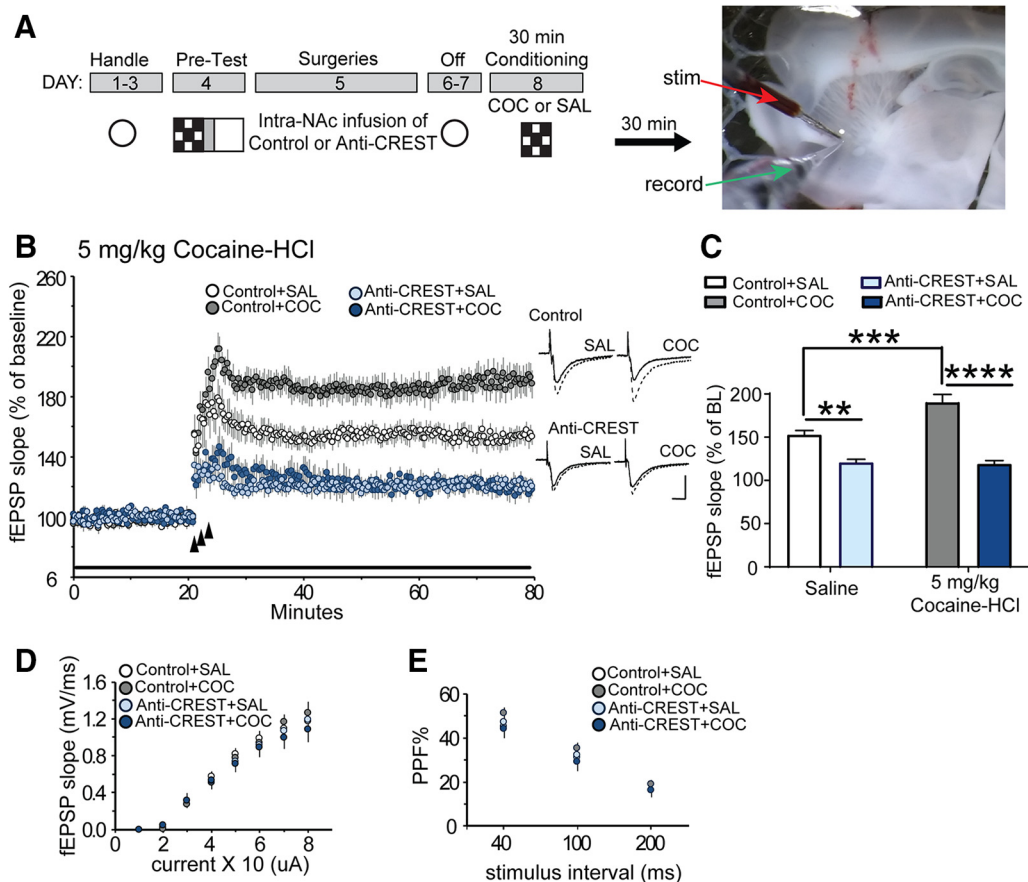 A
Handle
Pre-Test
Surgeries
Off
30 min
Conditioning
DAY:
1-3
4
5
6-7
8
COC or SAL
Intra-NAc infusion of
Control or Anti-CREST
30 min
stim
record
B
5 mg/kg Cocaine-HCl
Control+SAL
Control+COC
Anti-CREST+SAL
Anti-CREST+COC
fEPSP slope (% of baseline)
260
220
180
140
100
6
0
20
40
60
80
Minutes
Control
SAL
COC
Anti-CREST
SAL
COC
C
Control+SAL
Control+COC
Anti-CREST+SAL
Anti-CREST+COC
***
**
****
fEPSP slope (% of BL)
200
150
100
50
0
Saline
5 mg/kg
Cocaine-HCl
D
Control+SAL
Control+COC
Anti-CREST+SAL
Anti-CREST+COC
fEPSP slope (mV/ms)
1.6
1.2
0.8
0.4
0.0
0
2
4
6
8
current X 10 (uA)
E
Control+SAL
Control+COC
Anti-CREST+SAL
Anti-CREST+COC
PPF%
60
40
20
0
40
100
200
stimulus interval (ms)